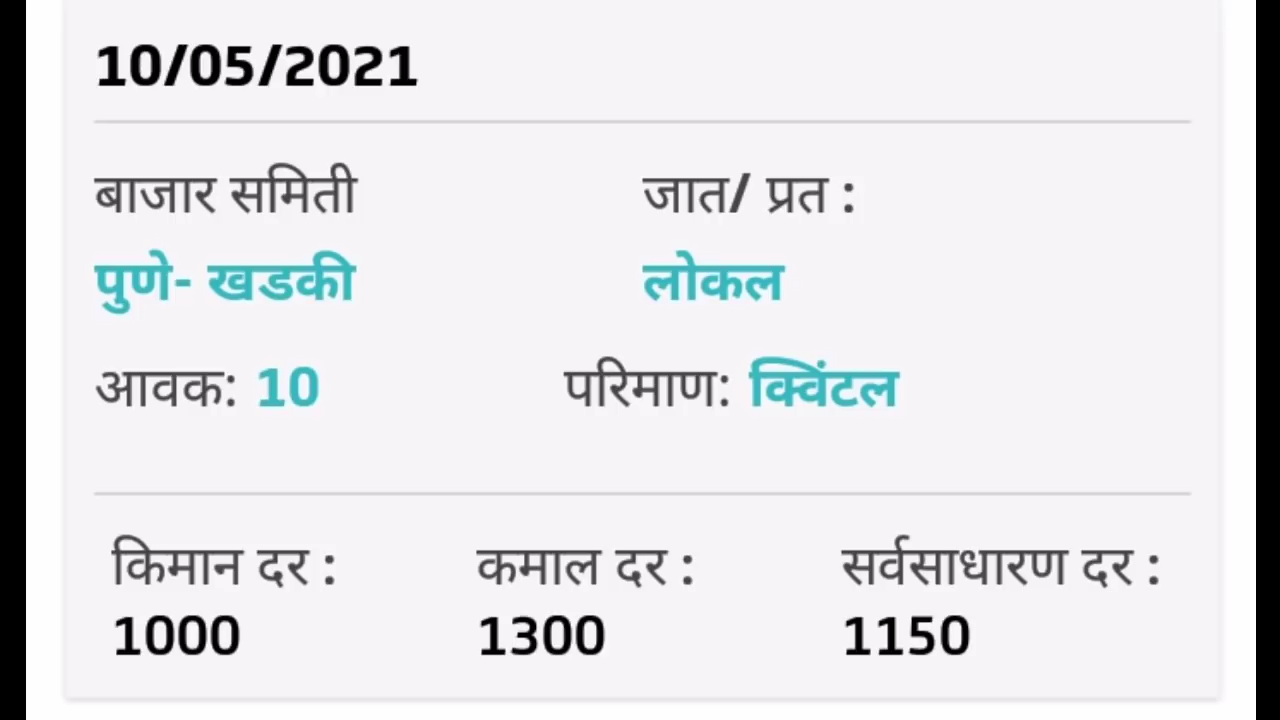 10/05/2021
बाजार समिती जात/ प्रत :
पुणे- खडकी लोकल
आवक: 10 परिमाण: क्विंटल
किमान दर : कमाल दर : सर्वसाधारण दर :
1000 1300 1150